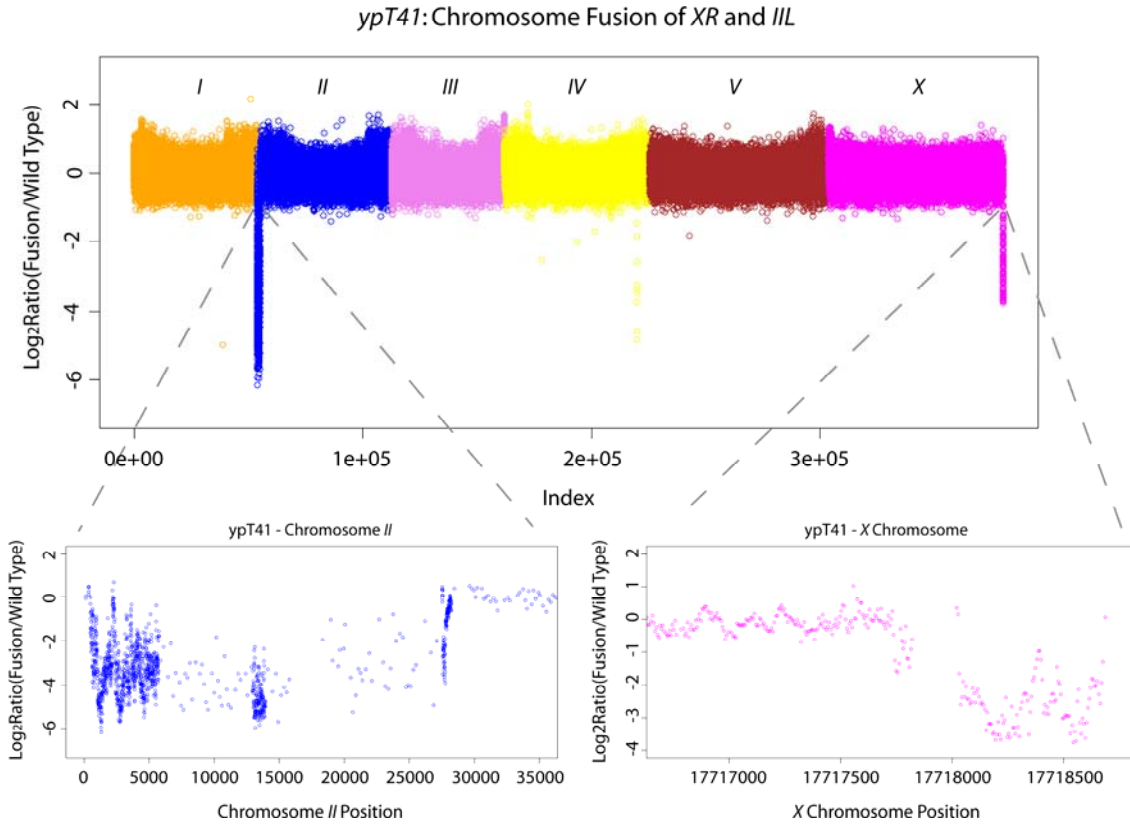 ypT41: Chromosome Fusion of XR and IIL
I II III IV V X
Log2Ratio(Fusion/Wild Type)
2
0
-2
-4
-6
0e+00 1e+05 2e+05 3e+05
Index
ypT41 - Chromosome II
Log2Ratio(Fusion/Wild Type)
2
0
-2
-4
-6
0 5000 10000 15000 20000 25000 30000 35000
Chromosome II Position
ypT41 - X Chromosome
Log2Ratio(Fusion/Wild Type)
2
1
0
-1
-2
-3
-4
17717000 17717500 17718000 17718500
X Chromosome Position